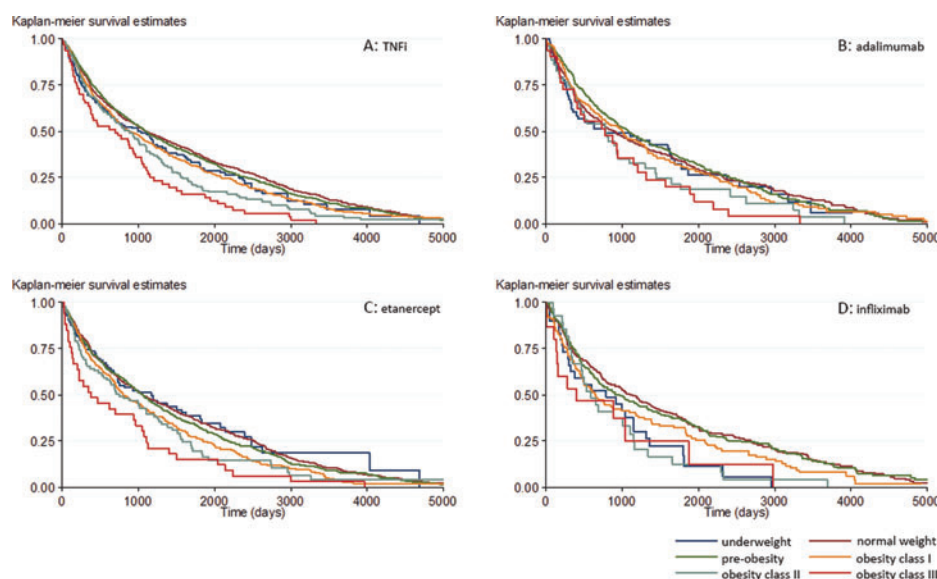 Kaplan-meier survival estimates
A: TNFi
1.00
0.75
0.50
0.25
0.00
0 1000 2000 3000 4000 5000
Time (days)
Kaplan-meier survival estimates
B: adalimumab
1.00
0.75
0.50
0.25
0.00
0 1000 2000 3000 4000 5000
Time (days)
Kaplan-meier survival estimates
C: etanercept
1.00
0.75
0.50
0.25
0.00
0 1000 2000 3000 4000 5000
Time (days)
Kaplan-meier survival estimates
D: infliximab
1.00
0.75
0.50
0.25
0.00
0 1000 2000 3000 4000 5000
Time (days)
underweight normal weight
pre-obesity obesity class I
obesity class II obesity class III